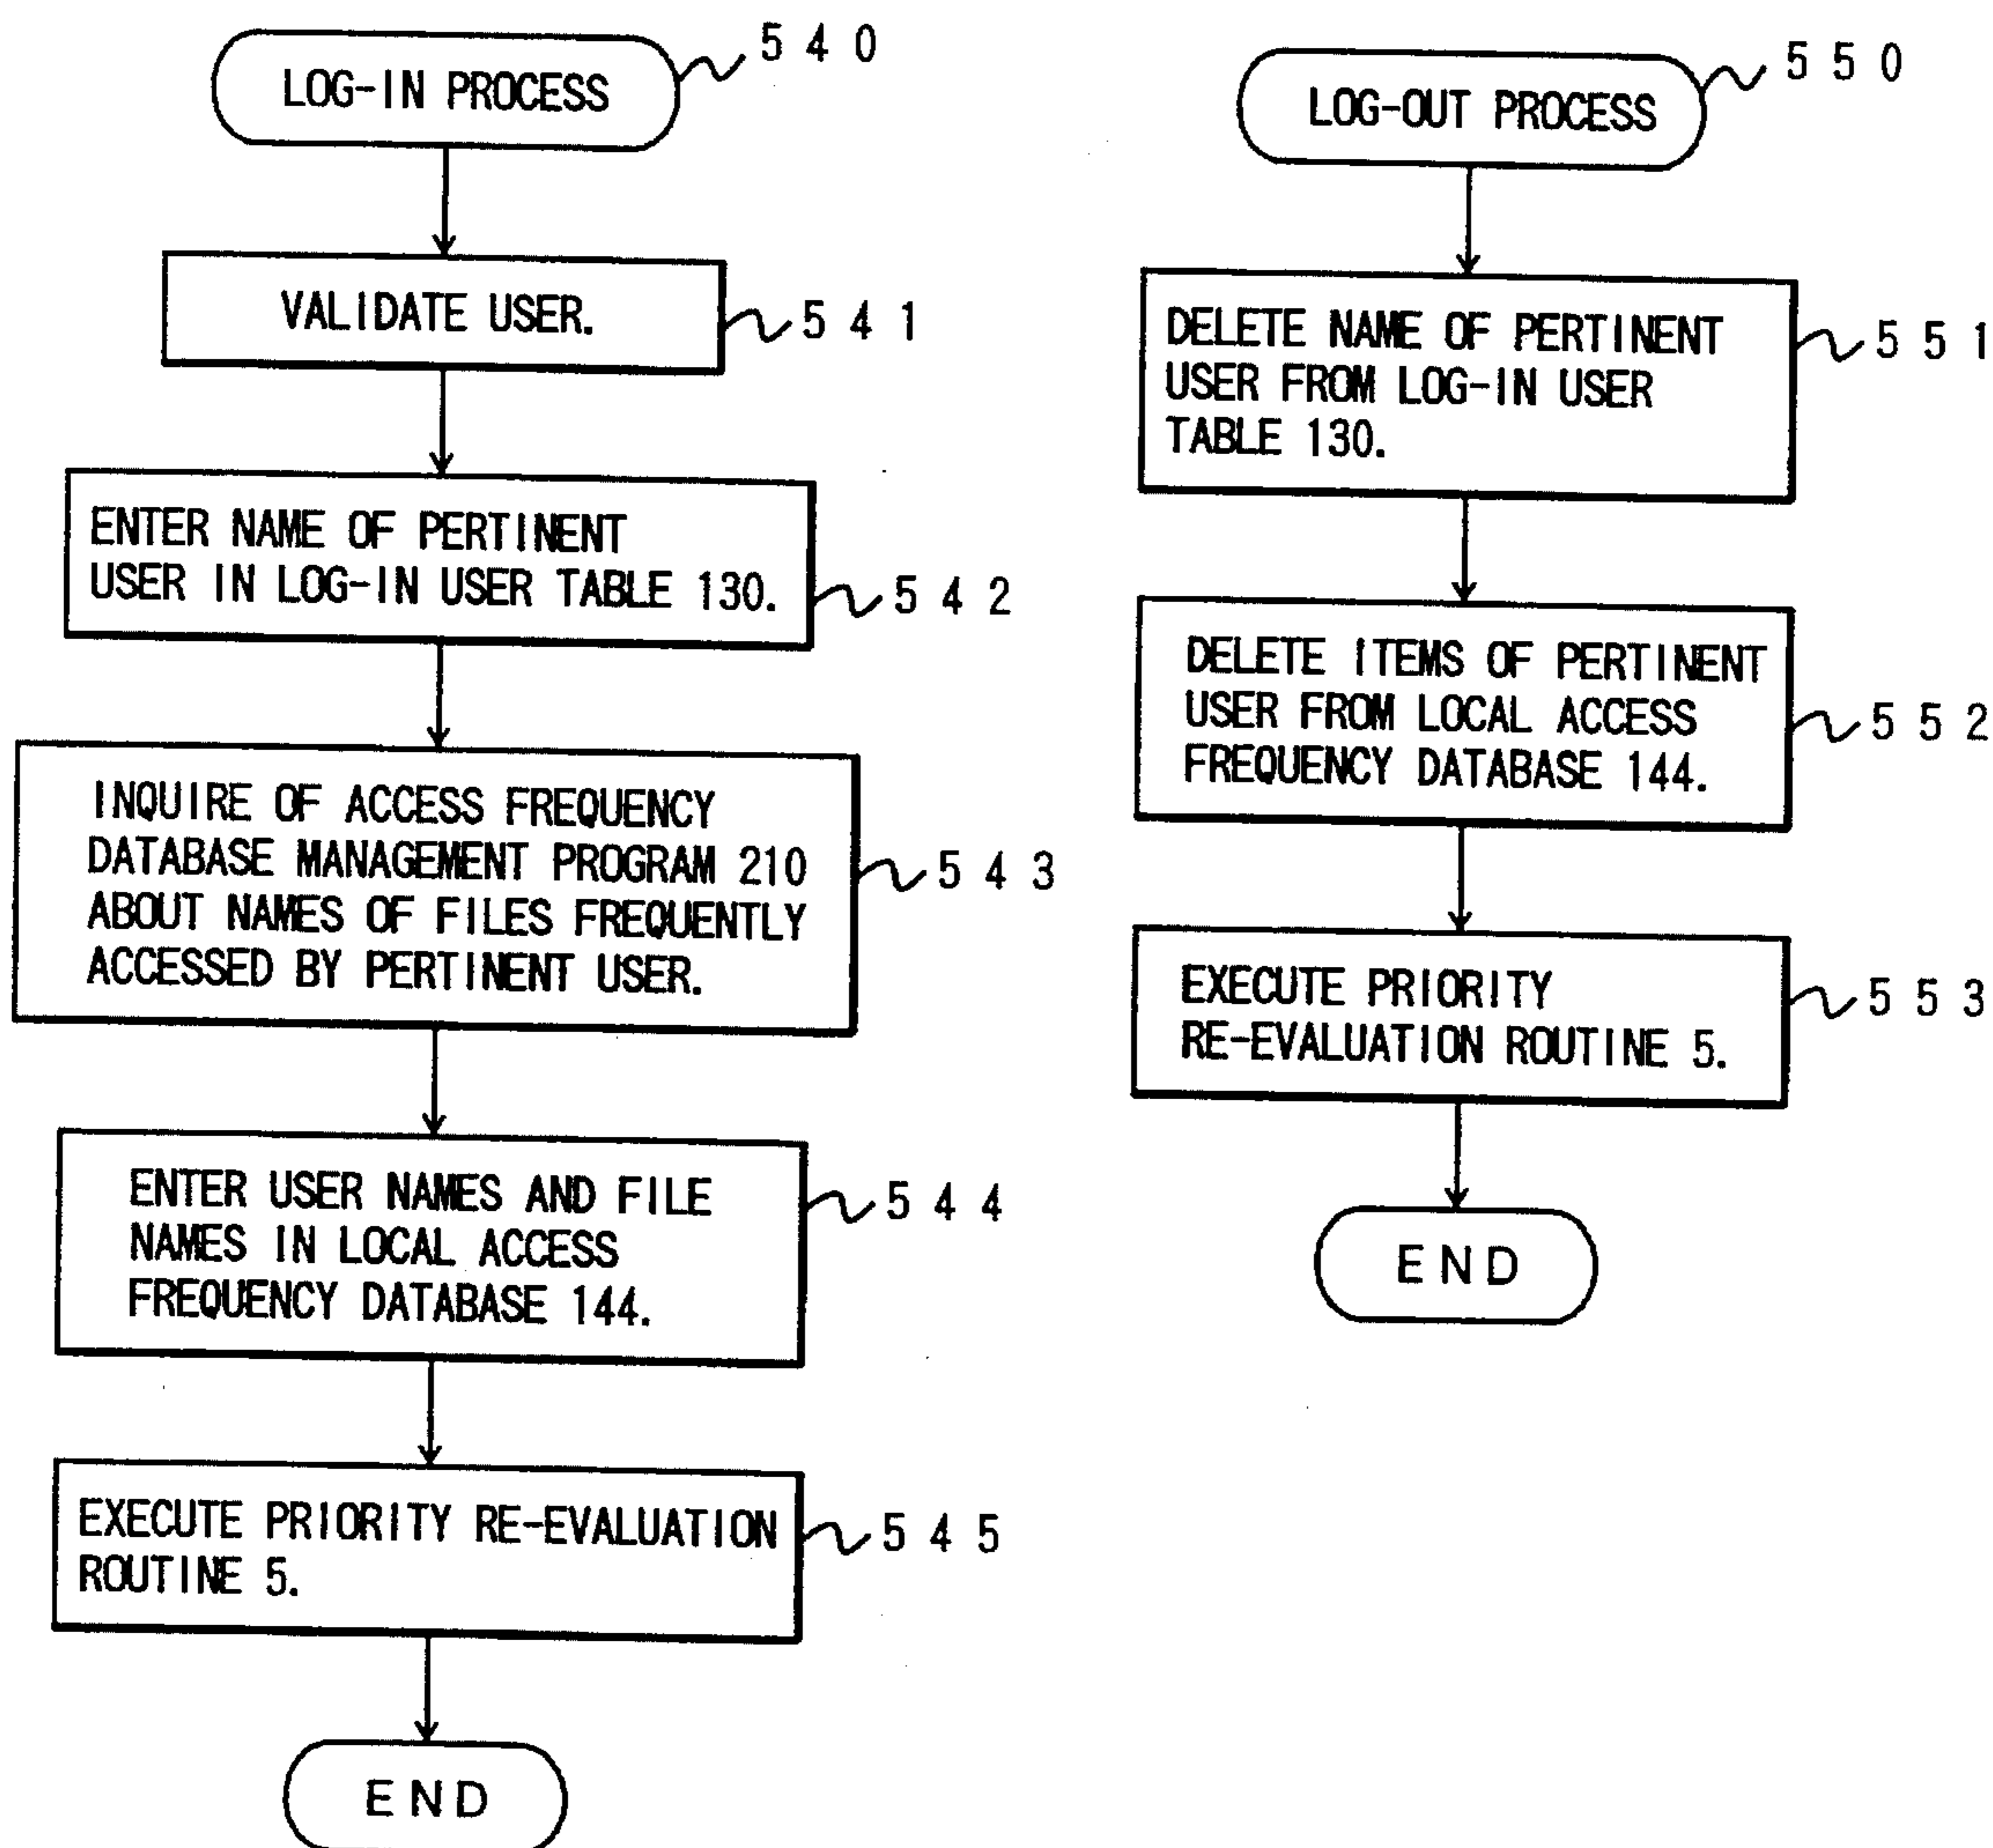 LOG-IN PROCESS
540
VALIDATE USER.
541
ENTER NAME OF PERTINENT
USER IN LOG-IN USER TABLE 130.
542
INQUIRE OF ACCESS FREQUENCY
DATABASE MANAGEMENT PROGRAM 210
ABOUT NAMES OF FILES FREQUENTLY
ACCESSED BY PERTINENT USER.
543
ENTER USER NAMES AND FILE
NAMES IN LOCAL ACCESS
FREQUENCY DATABASE 144.
544
EXECUTE PRIORITY RE-EVALUATION
ROUTINE 5.
545
END
LOG-OUT PROCESS
550
DELETE NAME OF PERTINENT
USER FROM LOG-IN USER
TABLE 130.
551
DELETE ITEMS OF PERTINENT
USER FROM LOCAL ACCESS
FREQUENCY DATABASE 144.
552
EXECUTE PRIORITY
RE-EVALUATION ROUTINE 5.
553
END